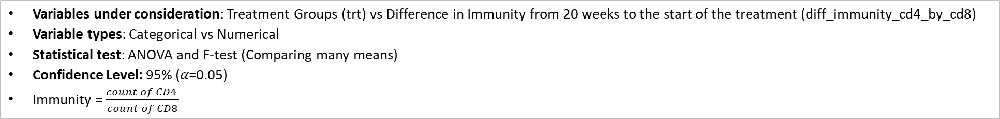 • Variables under consideration: Treatment Groups (trt) vs Difference in Immunity from 20 weeks to the start of the treatment (diff_immunity_cd4_by_cd8)
• Variable types: Categorical vs Numerical
• Statistical test: ANOVA and F-test (Comparing many means)
• Confidence Level: 95% (𝛼=0.05)
• Immunity = count of CD4
count of CD8